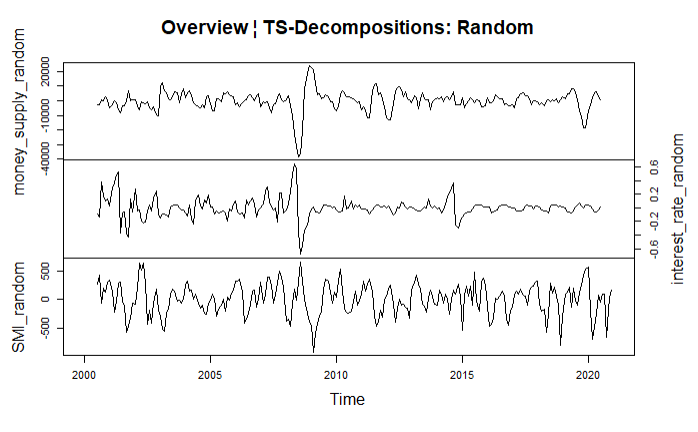 Overview ¦ TS-Decompositions: Random
money_supply_random
20000
-10000
-40000
interest_rate_random
0.6
0.2
-0.2
-0.6
SMI_random
500
0
-500
2000 2005 2010 2015 2020
Time